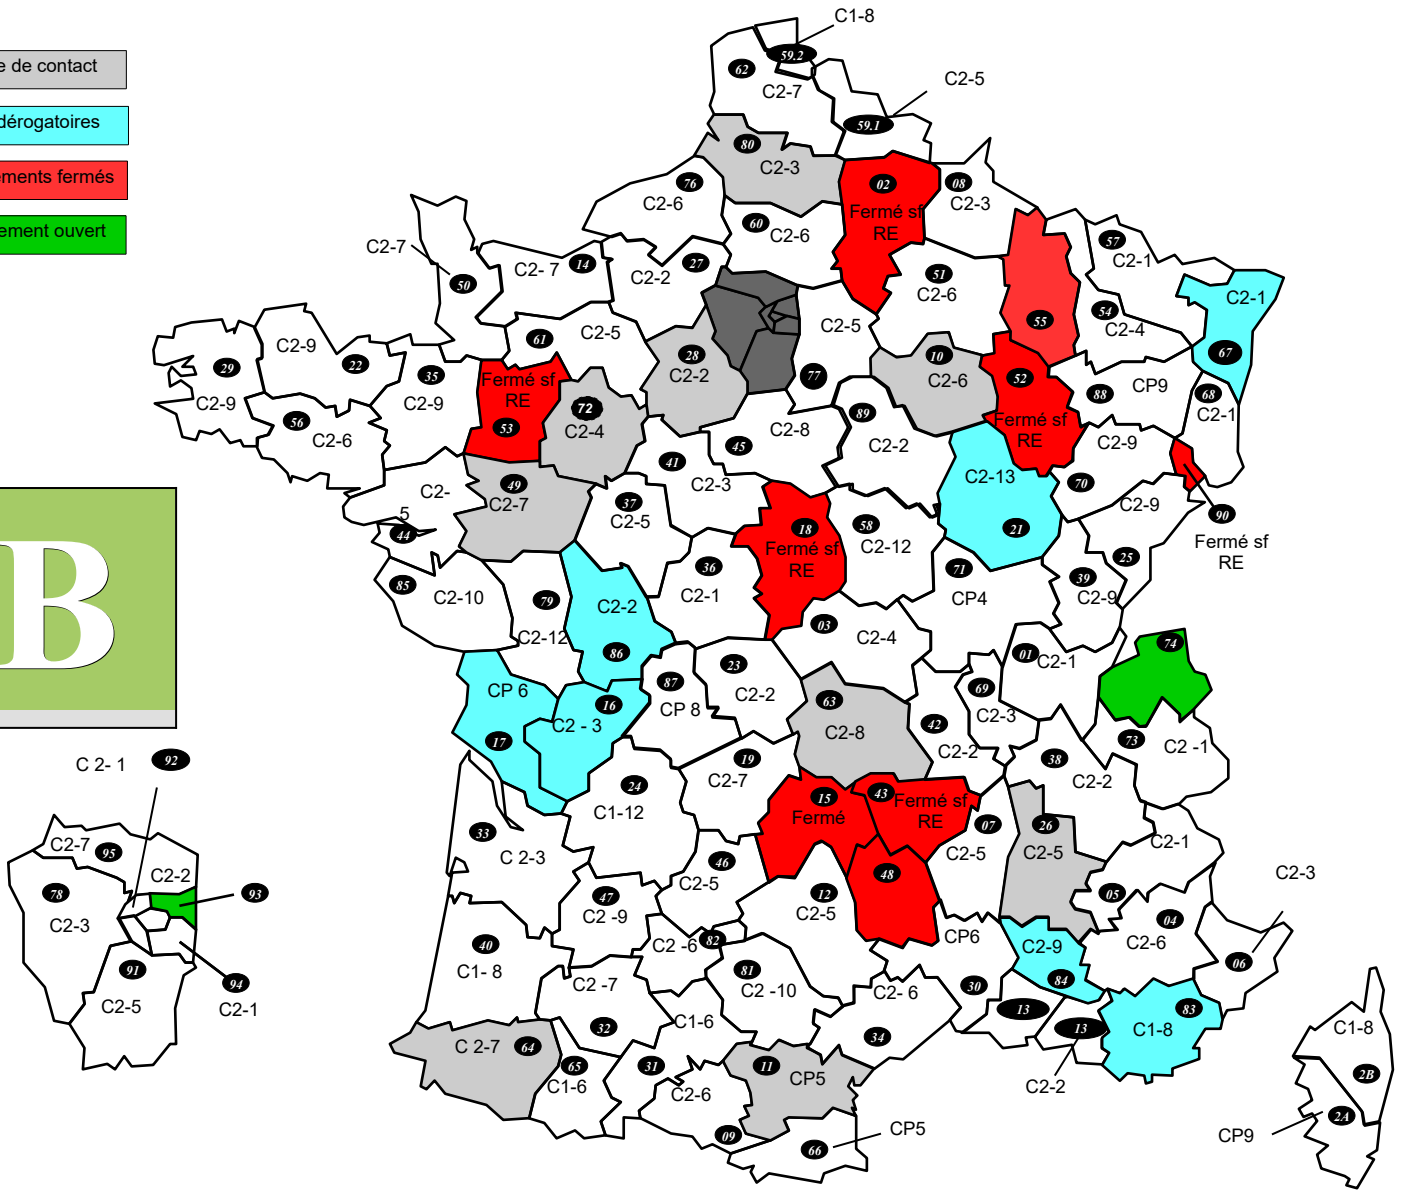 e de contact
dérogatoires
ements fermés
ement ouvert
B
C1-8
59.2
62
C2-7
C2-5
59.1
80
C2-3
76
C2-6
02
Fermé sf
RE
08
C2-3
60
C2-6
C2-7
50
C2- 7
14
C2-2
27
51
C2-6
55
57
C2-1
54
C2-4
C2-1
67
68
C2-1
C2-9
22
29
C2-9
56
C2-6
35
C2-9
61
C2-5
Fermé sf
RE
53
72
C2-4
28
C2-2
C2-5
77
10
C2-6
52
Fermé sf
RE
CP9
88
C2-9
70
C2-9
90
Fermé sf
RE
89
C2-2
C2-8
45
41
C2-3
C2-13
21
C2-
5
44
49
C2-7
37
C2-5
18
Fermé sf
RE
58
C2-12
71
CP4
25
39
C2-9
85
C2-10
79
C2-12
C2-2
86
36
C2-1
03
C2-4
01
C2-1
74
CP 6
17
16
C2 - 3
87
CP 8
23
C2-2
63
C2-8
69
C2-3
42
C2-2
73
C2 -1
38
C2-2
24
C1-12
19
C2-7
15
Fermé
43
Fermé sf
RE
07
C2-5
26
C2-5
C2-1
05
33
C 2-3
47
C2 -9
46
C2-5
12
C2-5
48
04
C2-6
C2-3
06
40
C1- 8
C2 -7
32
C2 -6
82
81
C2 -10
CP6
30
C2- 6
34
C2-9
84
13
13
C2-2
83
C1-8
C 2-7
64
65
C1-6
C1-6
31
C2-6
09
11
CP5
66
CP5
C1-8
2B
2A
CP9
C 2- 1
92
C2-7
95
C2-2
93
78
C2-3
91
C2-5
94
C2-1